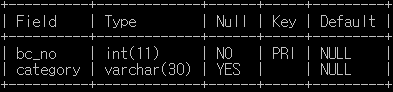 | Field | Type | Null | Key | Default |
| bc_no | int(11) | NO | PRI | NULL |
| category | varchar(30) | YES | | NULL |